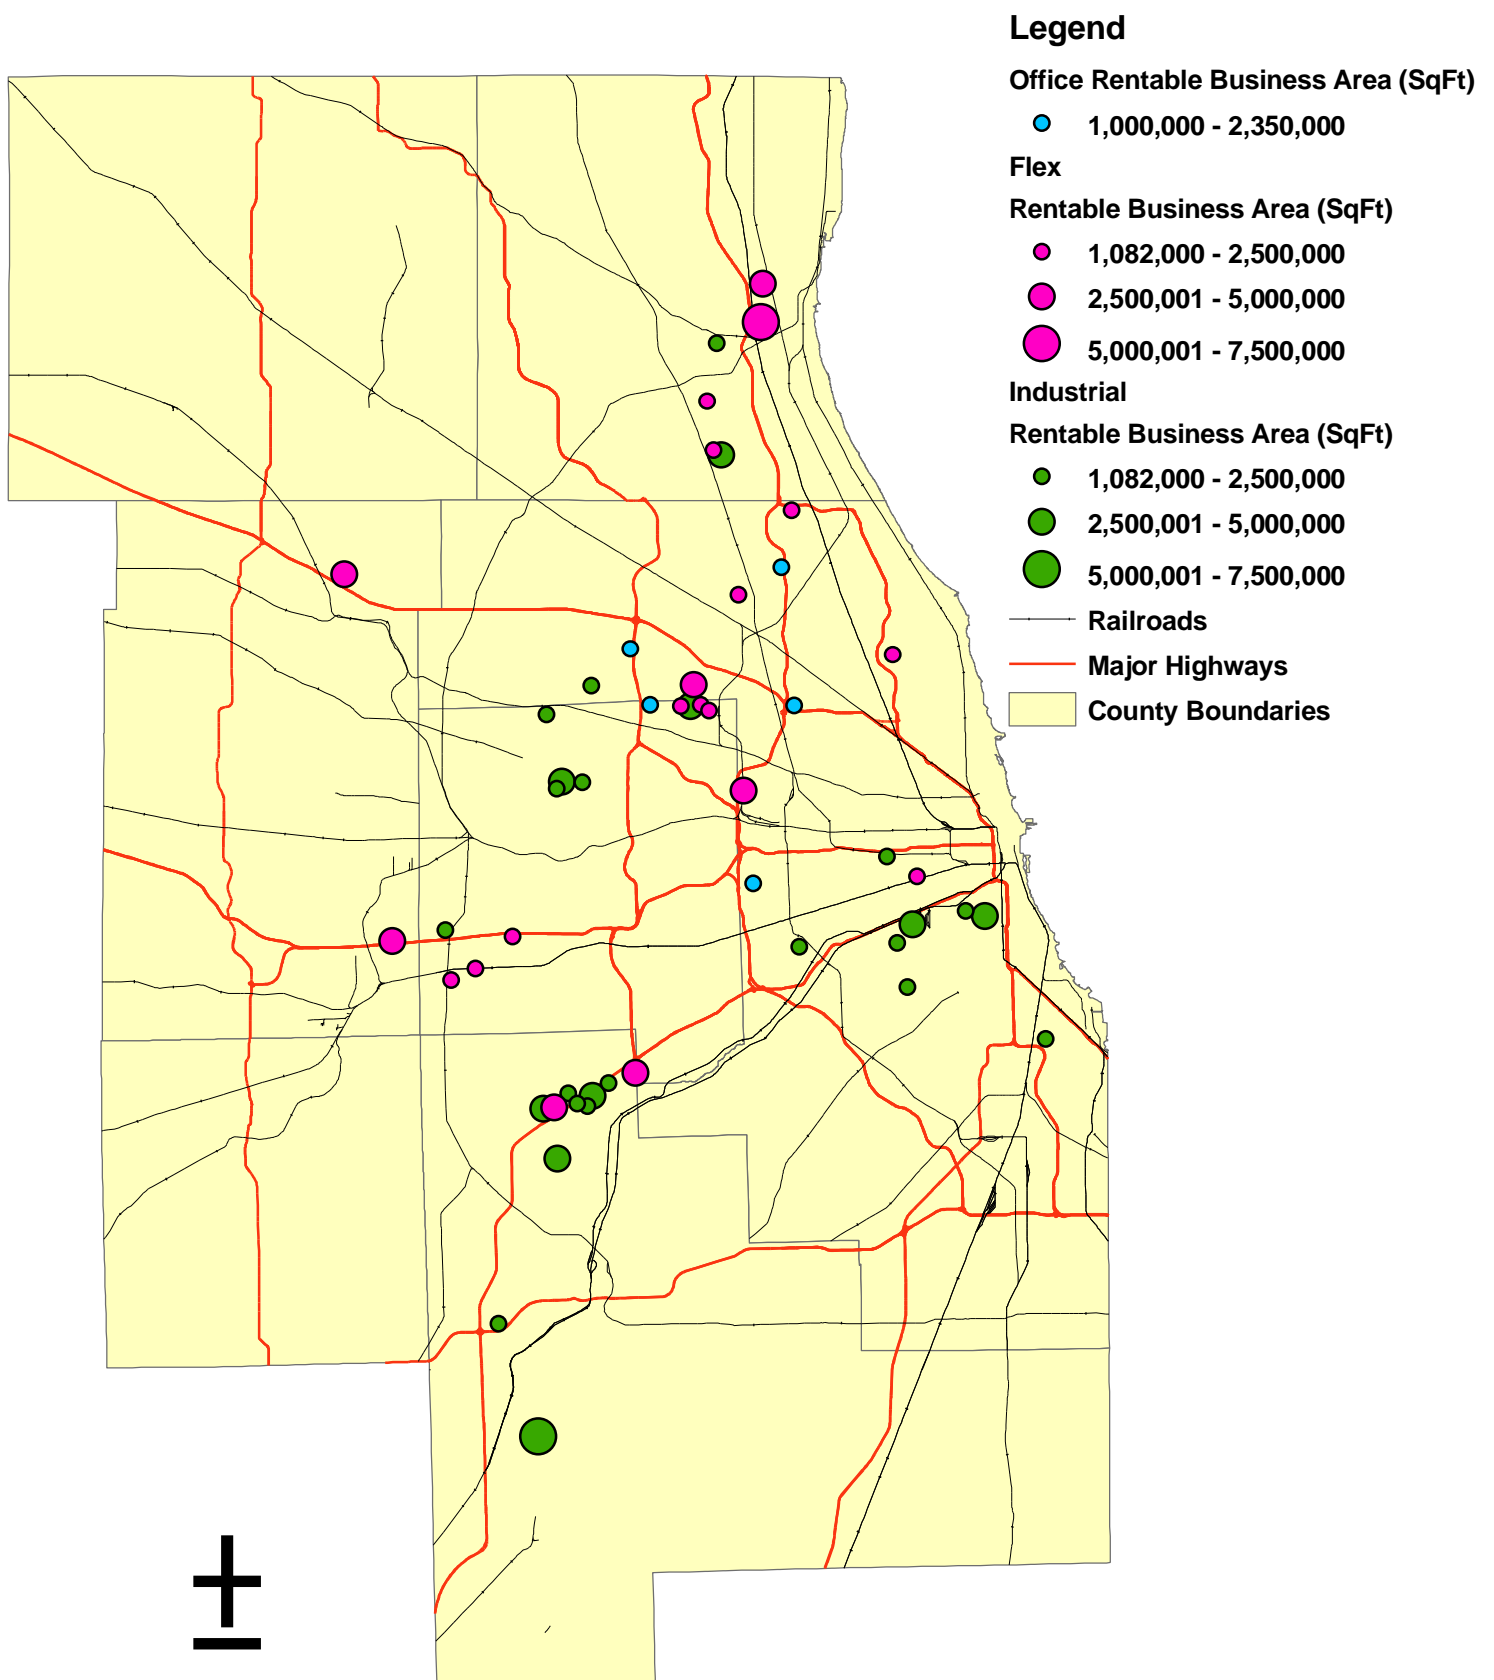 Legend
Office Rentable Business Area (SqFt)
1,000,000 - 2,350,000
Flex
Rentable Business Area (SqFt)
1,082,000 - 2,500,000
2,500,001 - 5,000,000
5,000,001 - 7,500,000
Industrial
Rentable Business Area (SqFt)
1,082,000 - 2,500,000
2,500,001 - 5,000,000
5,000,001 - 7,500,000
Railroads
Major Highways
County Boundaries